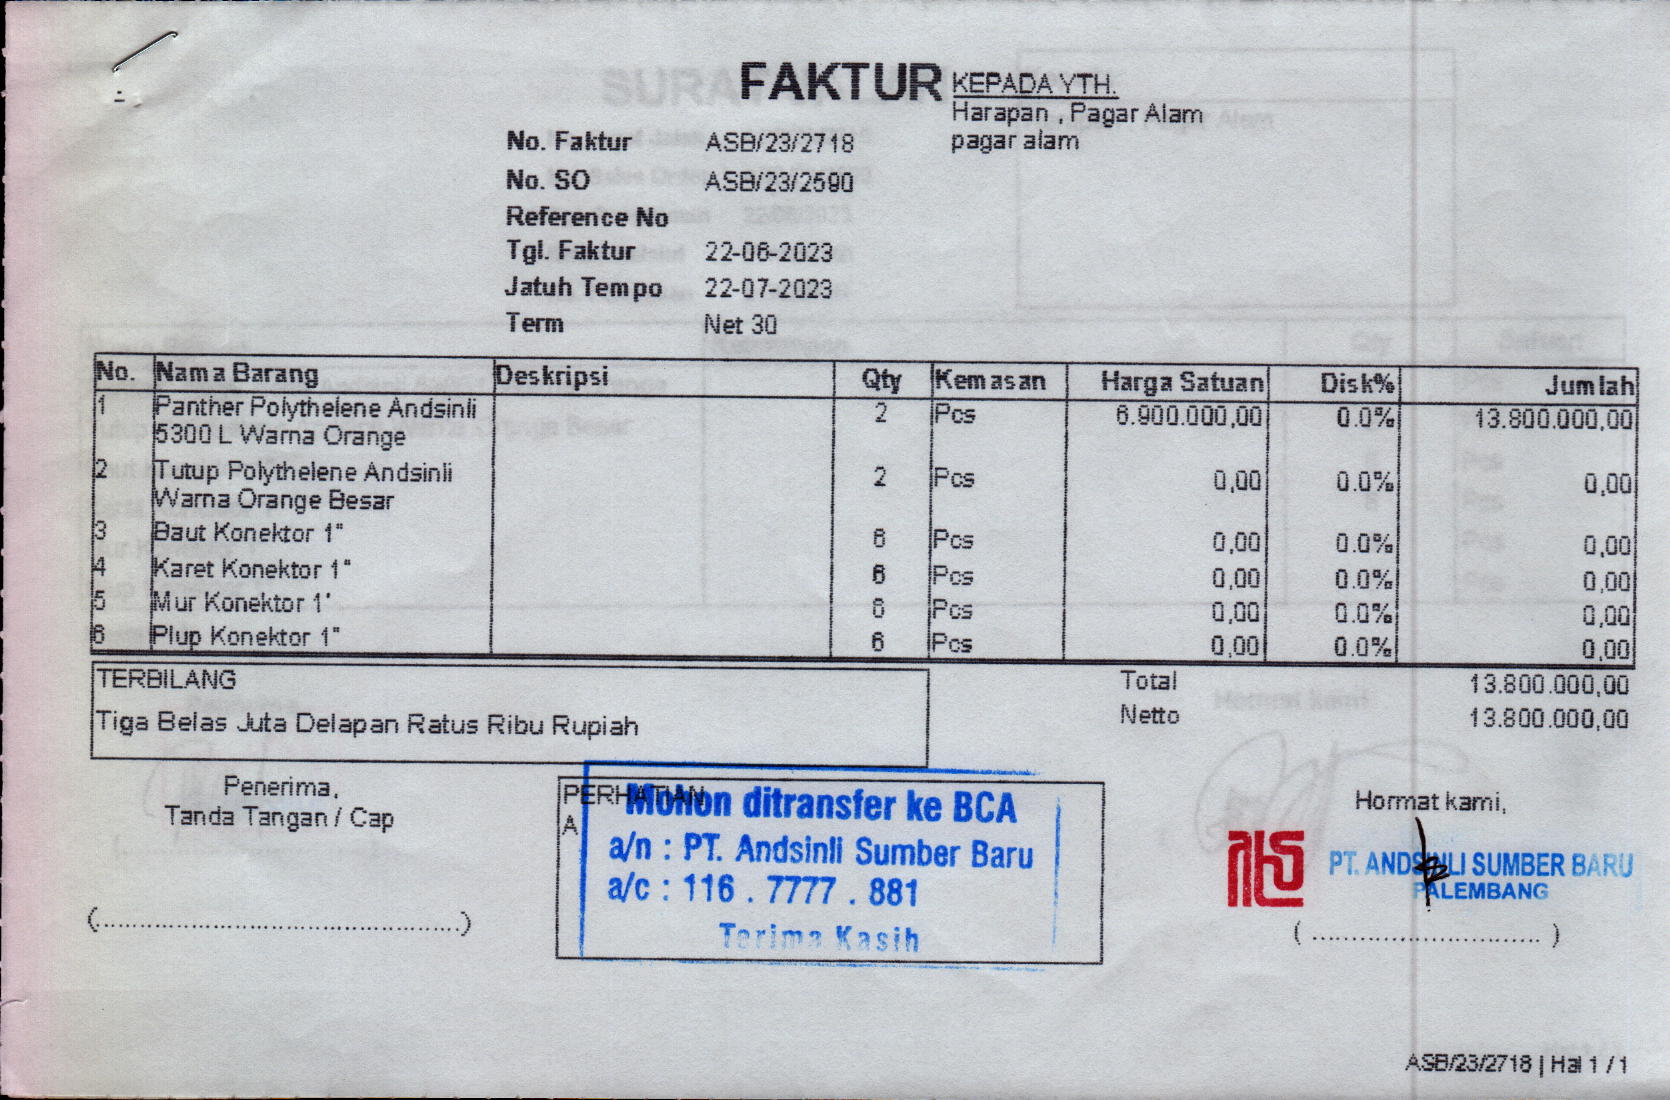 FAKTUR
KEPADA YTH.
Harapan , Pagar Alam
pagar alam
No. Faktur ASB/23/2718
No. SO ASB/23/2590
Reference No
Tgl. Faktur 22-06-2023
Jatuh Tempo 22-07-2023
Term Net 30
No. Nama Barang Deskripsi Qty Kemasan Harga Satuan Disk% Jumlah
1 Panther Polythelene Andsinli 2 Pcs 6.900.000,00 0.0% 13.800.000,00
5300 L Warna Orange
2 Tutup Polythelene Andsinli 2 Pcs 0,00 0.0% 0,00
Warna Orange Besar
3 Baut Konektor 1" 6 Pcs 0,00 0.0% 0,00
4 Karet Konektor 1" 6 Pcs 0,00 0.0% 0,00
5 Mur Konektor 1' 6 Pcs 0,00 0.0% 0,00
6 Plup Konektor 1" 6 Pcs 0,00 0.0% 0,00
TERBILANG
Tiga Belas Juta Delapan Ratus Ribu Rupiah
Total 13.800.000,00
Netto 13.800.000,00
Penerima,
Tanda Tangan / Cap
(............................................)
PERHATIAN
A
Mohon ditransfer ke BCA
a/n : PT. Andsinli Sumber Baru
a/c : 116 . 7777 . 881
Terima Kasih
Hormat kami,
PT. ANDSINLI SUMBER BARU
PALEMBANG
( ............................. )
ASB/23/2718 | Hal 1 / 1